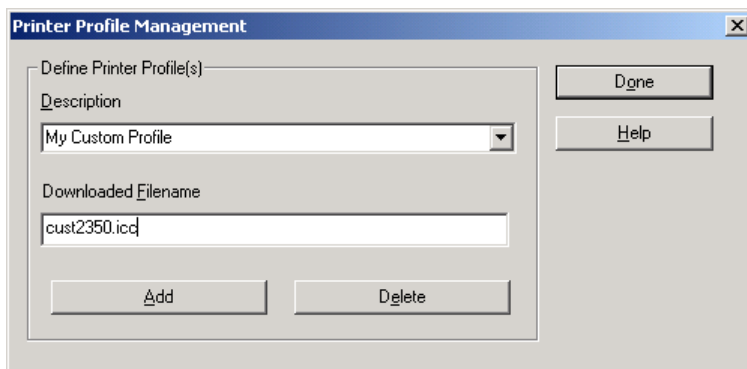 Printer Profile Management
Define Printer Profile(s)
Description
My Custom Profile
Downloaded Filename
cust2350.icc
Add
Delete
Done
Help